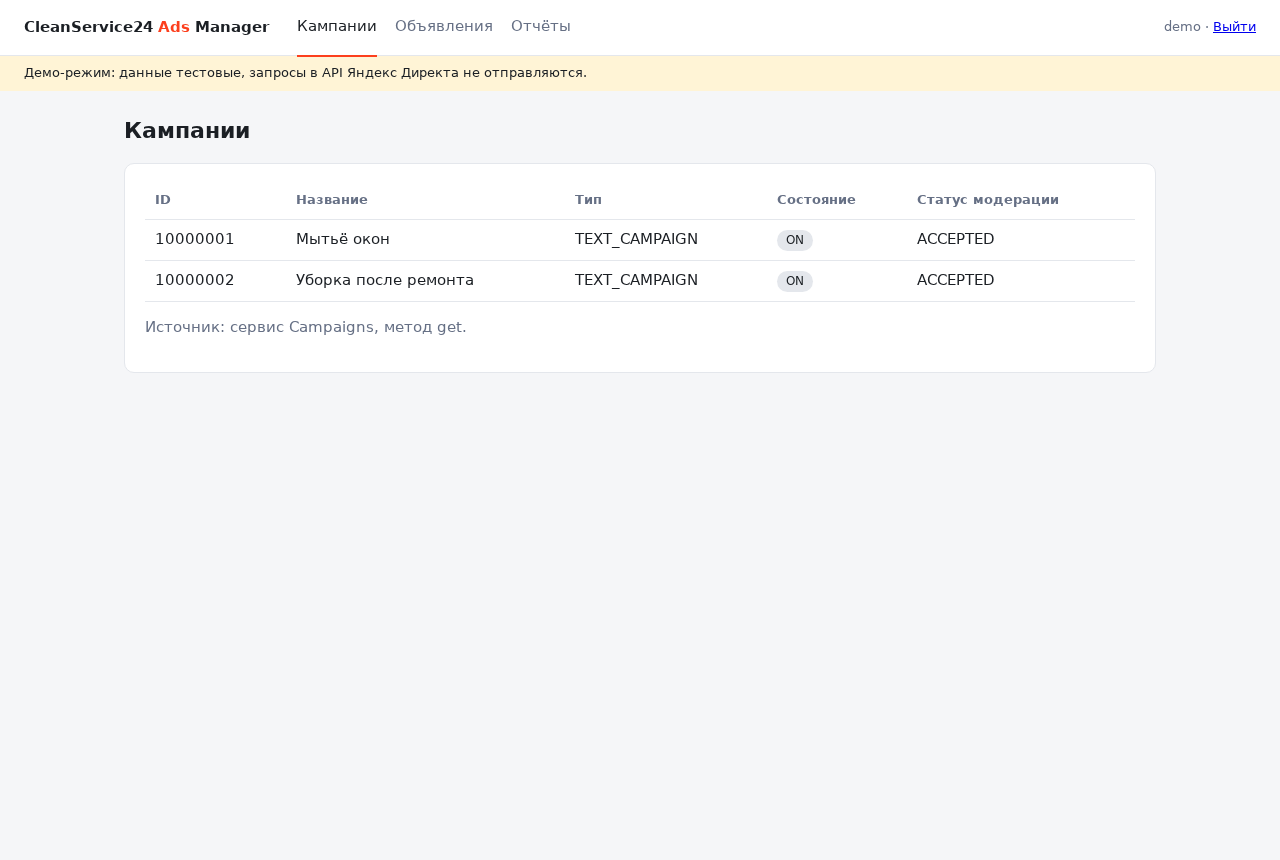 CleanService24 Ads Manager Кампании Объявления Отчёты demo · Выйти
Демо-режим: данные тестовые, запросы в API Яндекс Директа не отправляются.
Кампании
ID Название Тип Состояние Статус модерации
10000001 Мытьё окон TEXT_CAMPAIGN ON ACCEPTED
10000002 Уборка после ремонта TEXT_CAMPAIGN ON ACCEPTED
Источник: сервис Campaigns, метод get.